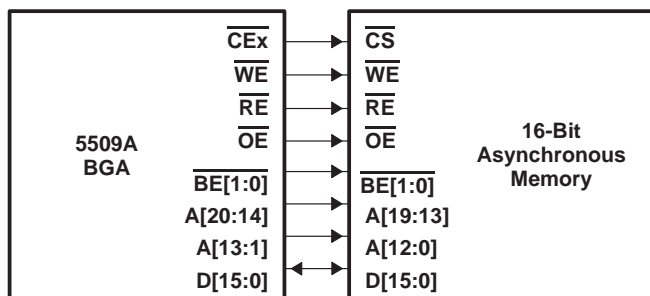 CEx CS
WE WE
RE RE
OE OE
5509A
BGA
16-Bit
Asynchronous
Memory
BE[1:0] BE[1:0]
A[20:14] A[19:13]
A[13:1] A[12:0]
D[15:0] D[15:0]